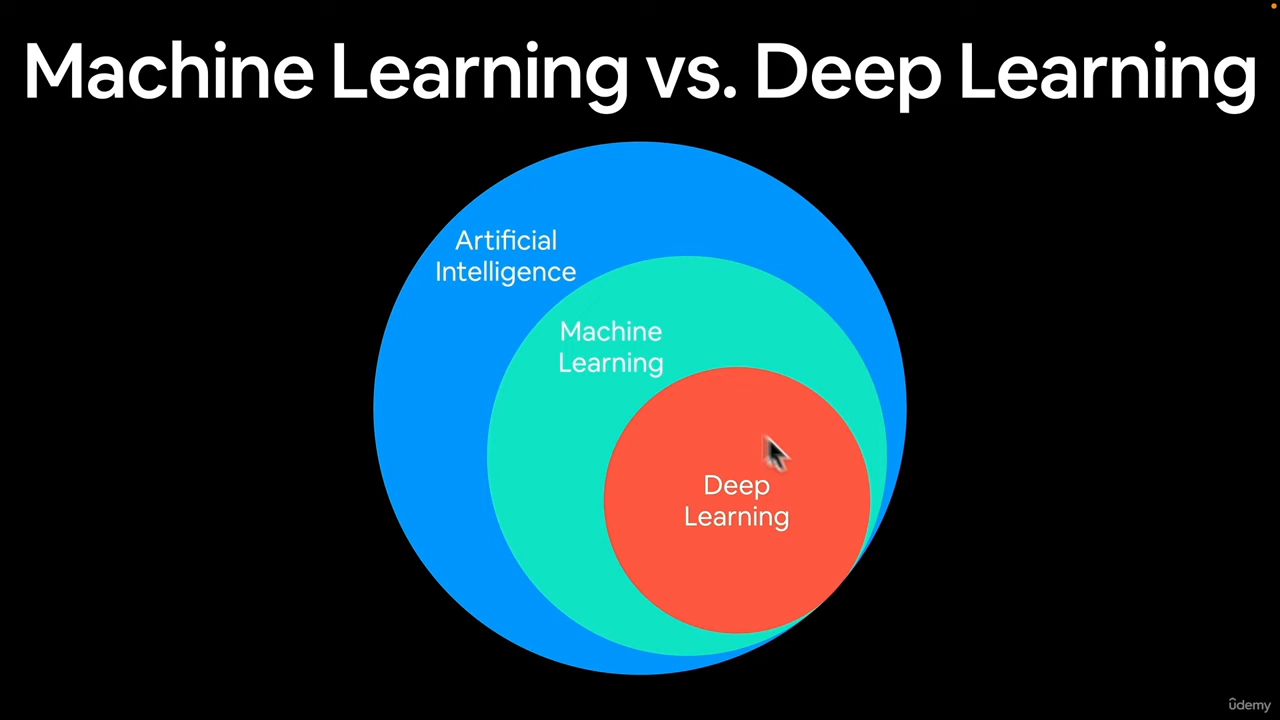 Machine Learning vs. Deep Learning
Artificial
Intelligence
Machine
Learning
Deep
Learning
ûdemy